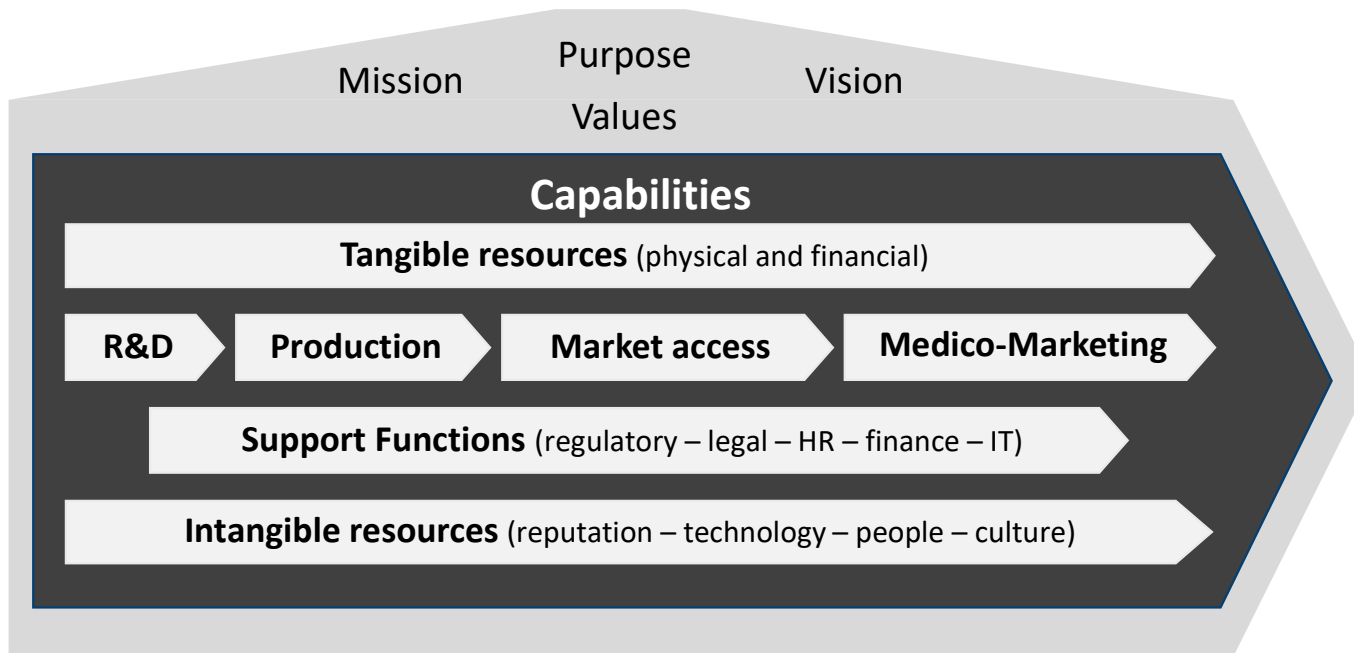 Purpose
Mission
Vision
Values
Capabilities
Tangible resources (physical and financial)
R&D
Production
Market access
Medico-Marketing
Support Functions (regulatory – legal – HR – finance – IT)
Intangible resources (reputation – technology – people – culture)